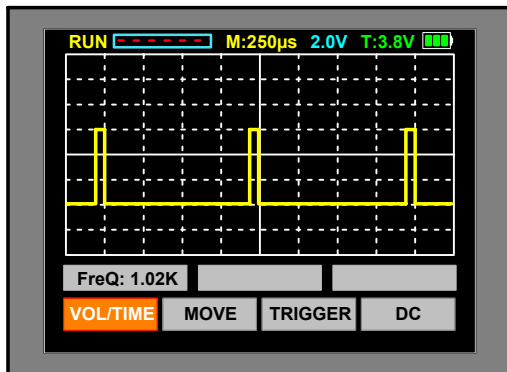 RUN M:250µs 2.0V T:3.8V
FreQ: 1.02K
VOL/TIME MOVE TRIGGER DC